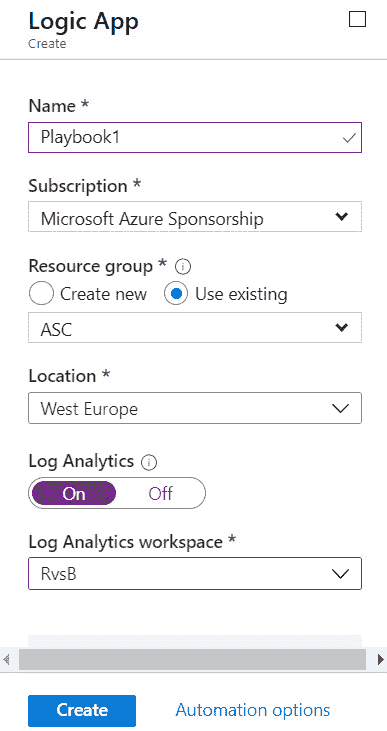 Logic App
Create
Name *
Playbook1
Subscription *
Microsoft Azure Sponsorship
Resource group *
Create new Use existing
ASC
Location *
West Europe
Log Analytics
On Off
Log Analytics workspace *
RvsB
Create Automation options